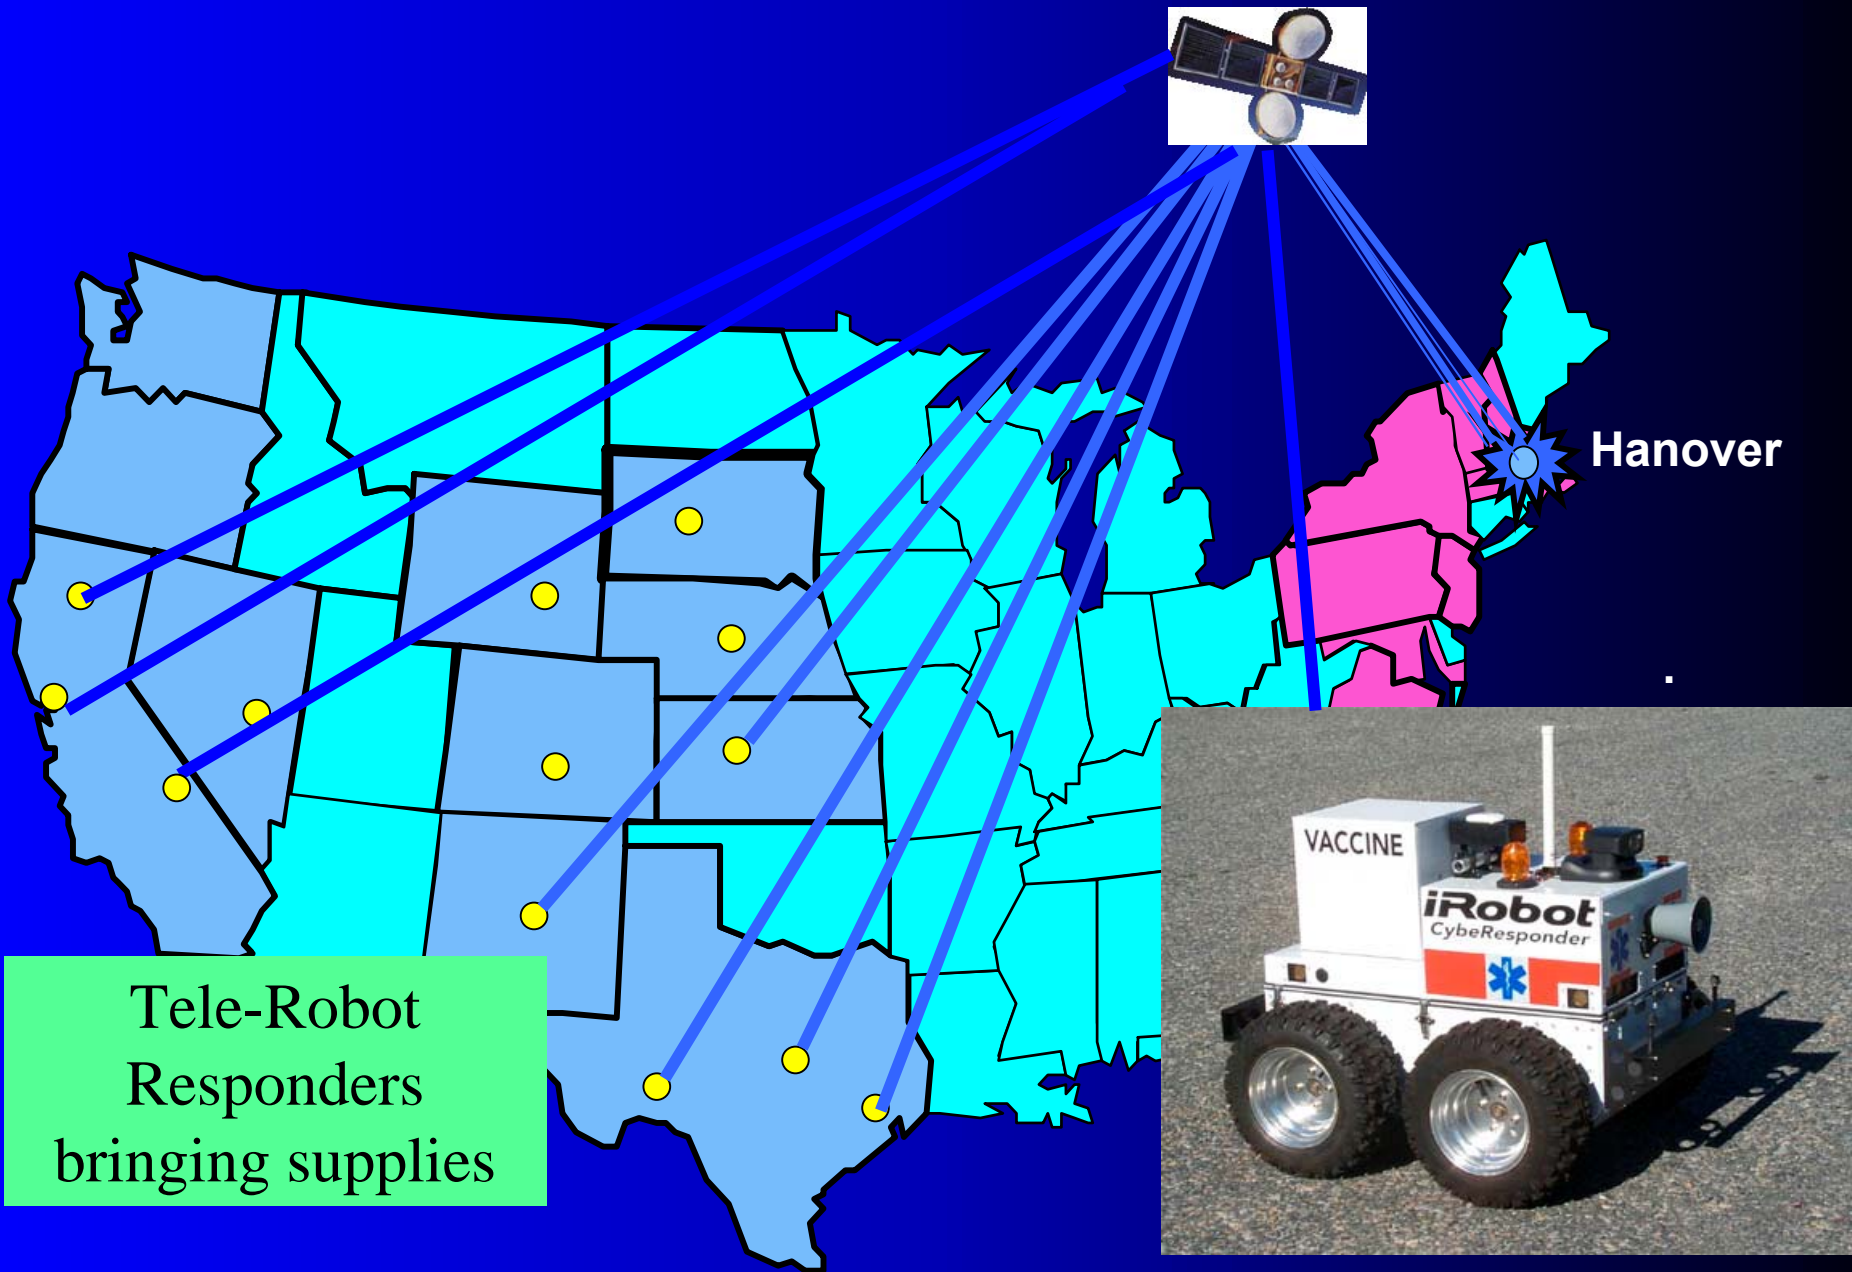 Hanover
.
VACCINE
iRobot
CybeResponder
Tele-Robot
Responders
bringing supplies